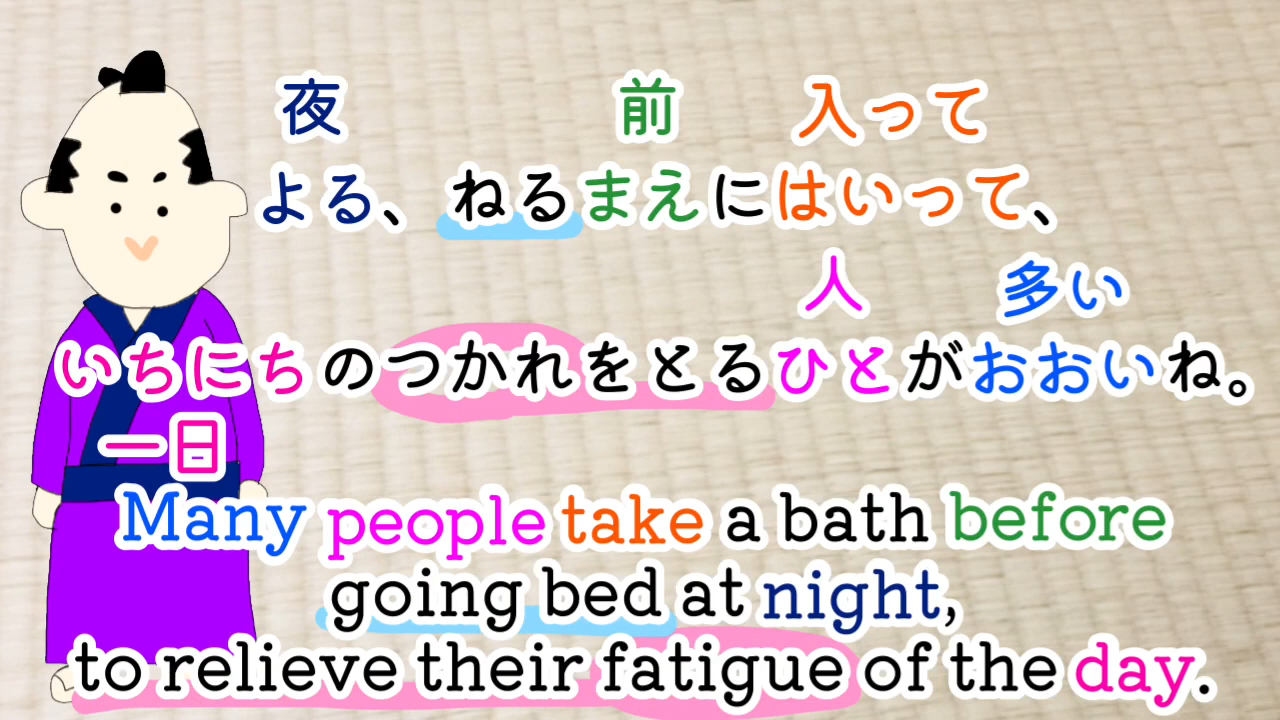 夜 前 入って
よる、ねるまえにはいって、
人 多い
いちにちのつかれをとるひとがおおいね。
一日
Many people take a bath before
going bed at night,
to relieve their fatigue of the day.